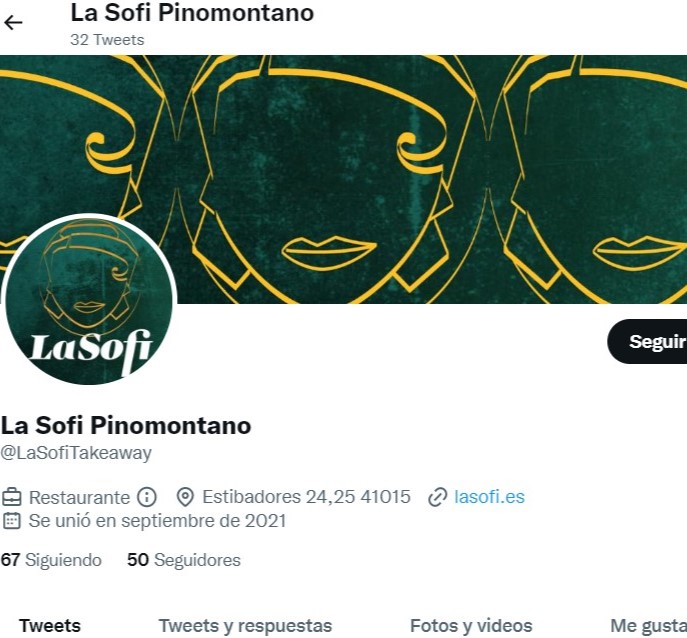 La Sofi Pinomontano
32 Tweets
LaSofi
Seguir
La Sofi Pinomontano
@LaSofiTakeaway
Restaurante Estibadores 24,25 41015 lasofi.es
Se unió en septiembre de 2021
67 Siguiendo 50 Seguidores
Tweets Tweets y respuestas Fotos y videos Me gusta